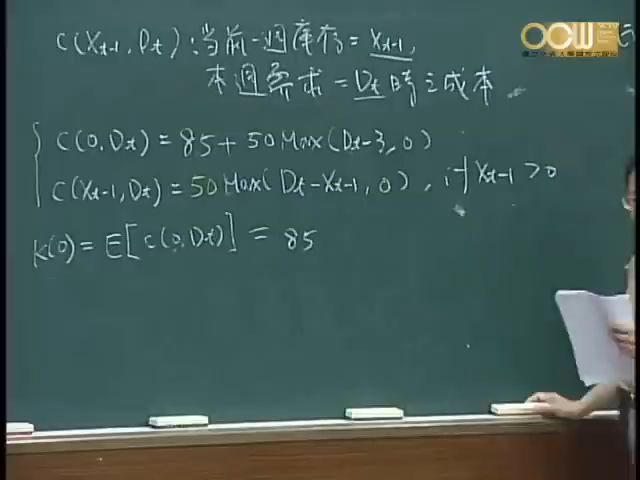 C(Xt-1, Dt) : 當前一週庫存 = Xt-1,
本週需求 = Dt 時之成本
C(0, Dt) = 85 + 50 Max(Dt-3, 0)
C(Xt-1, Dt) = 50 Max(Dt-Xt-1, 0), if Xt-1 > 0
K(0) = E[C(0, Dt)] = 85
OCW